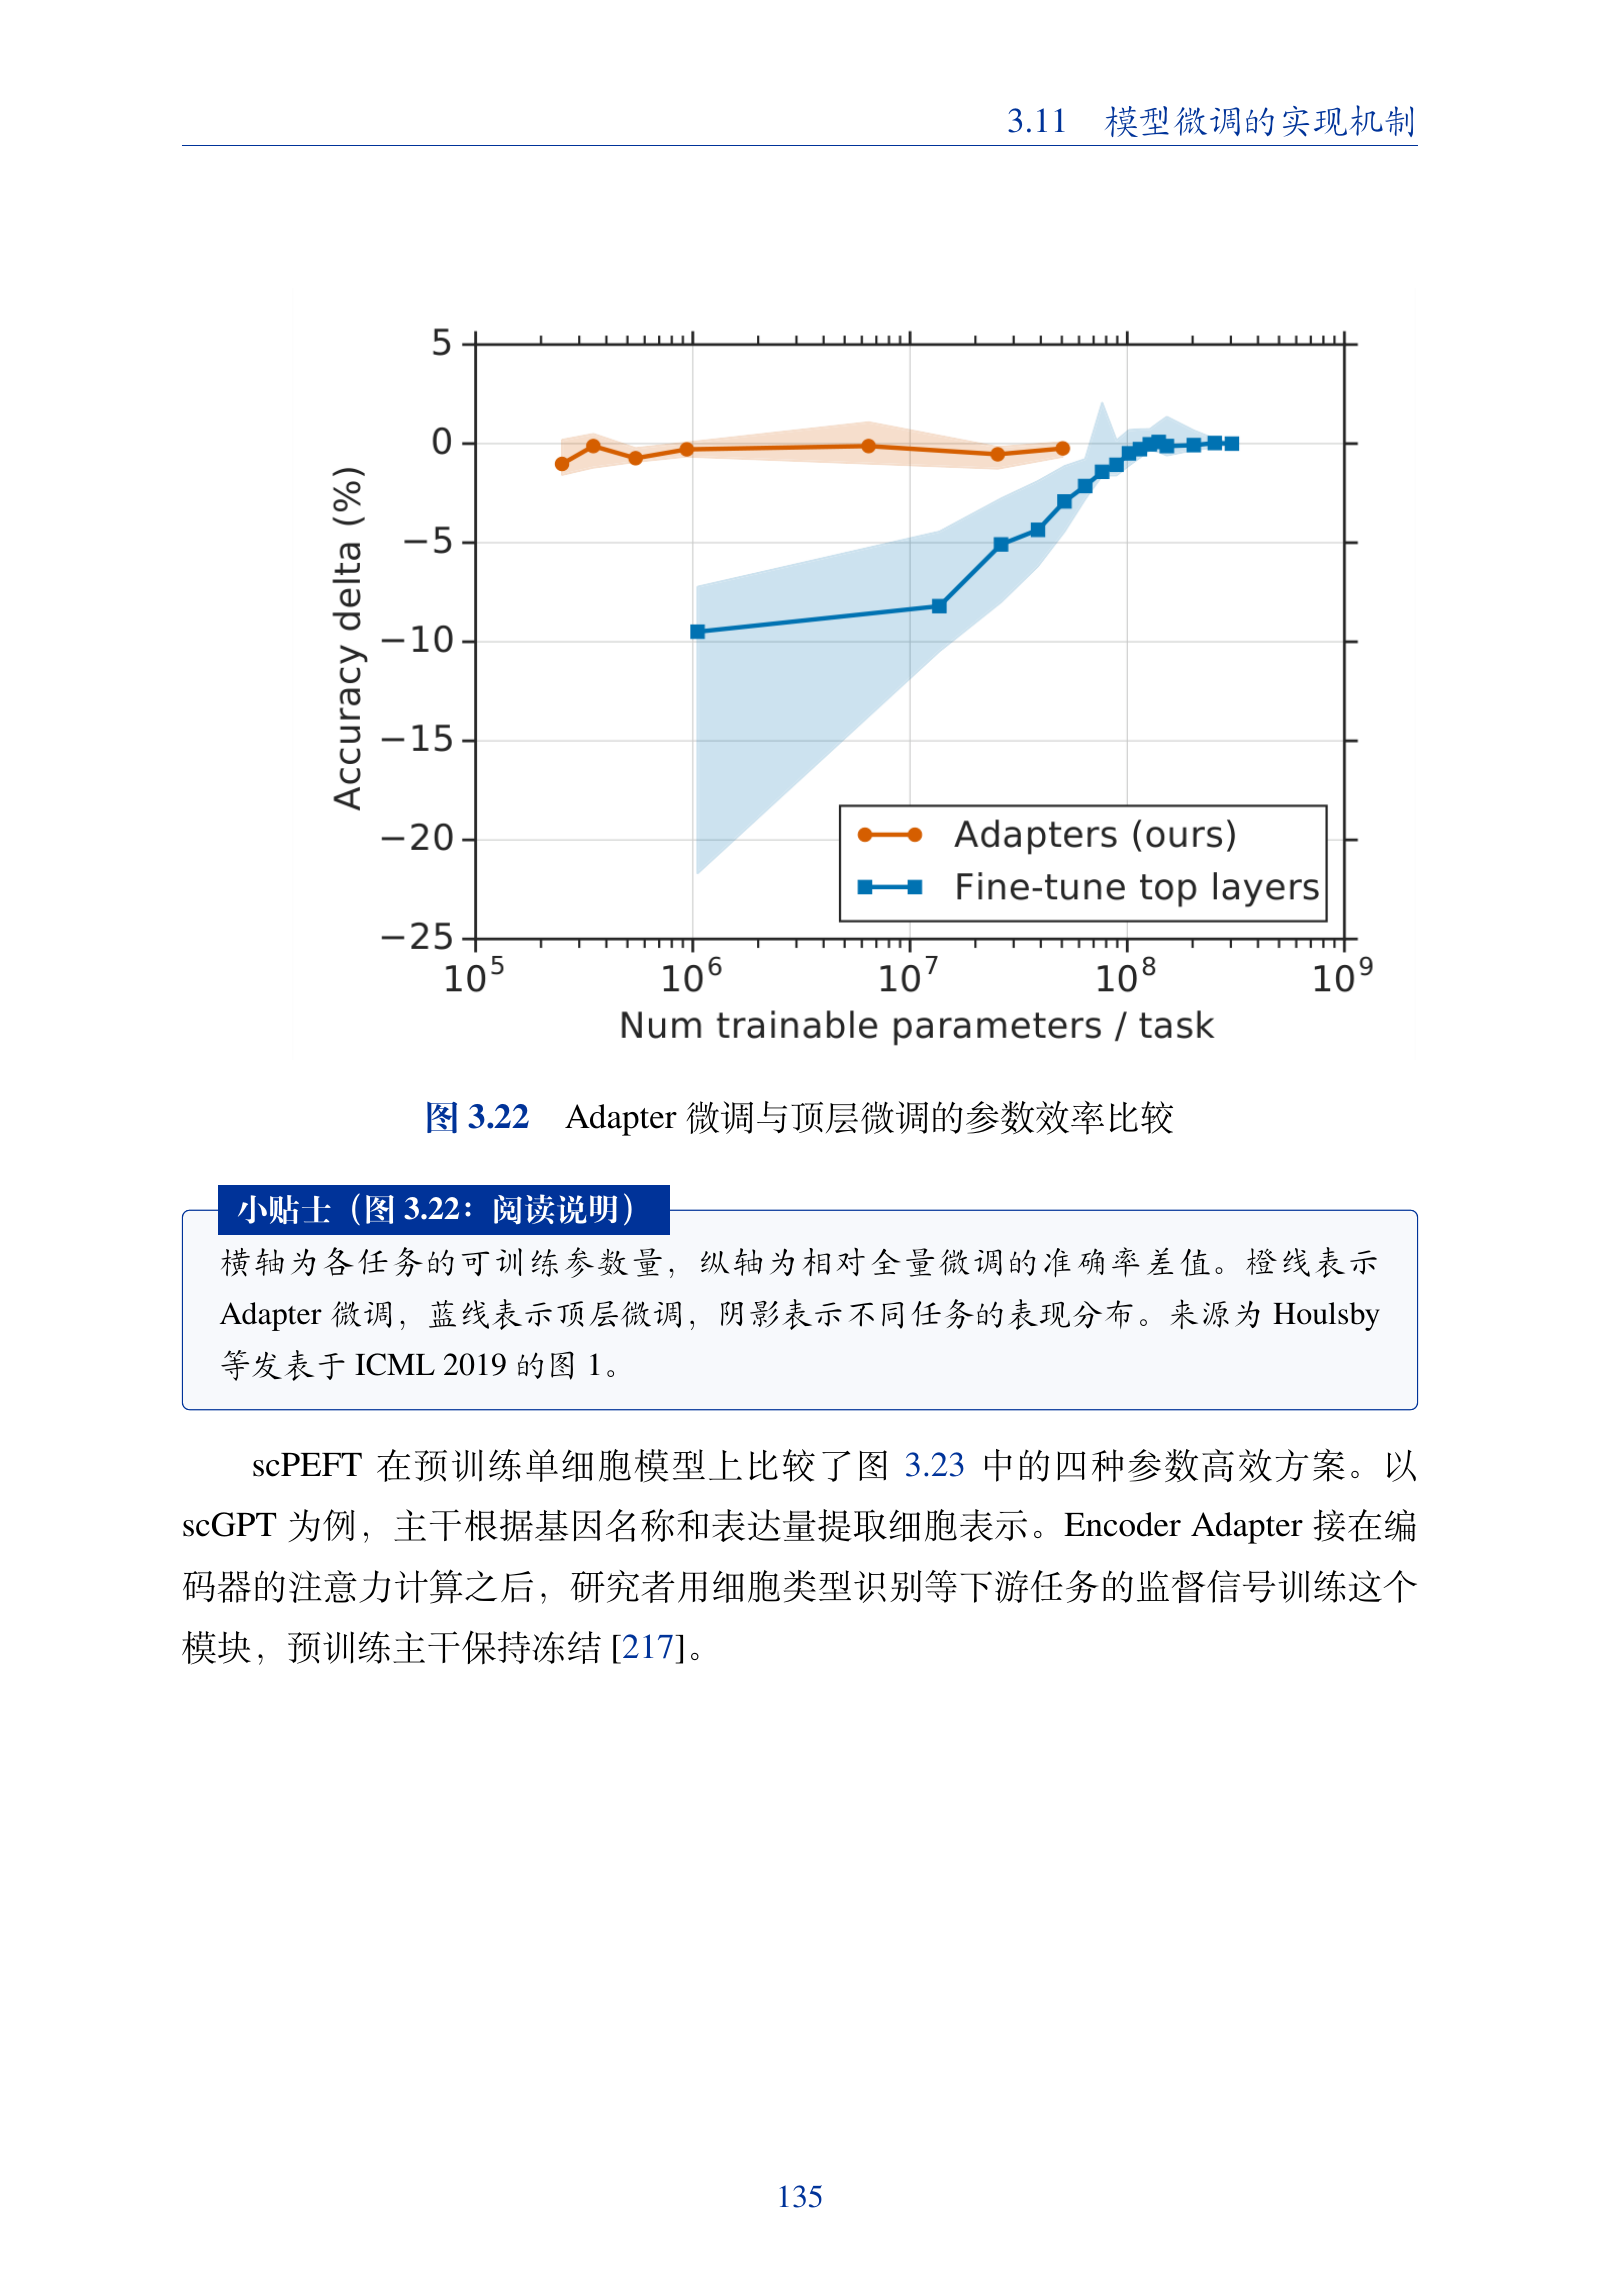 3.11 模型微调的实现机制
5
0
−5
−10
−15
−20
−25
Accuracy delta (%)
Adapters (ours)
Fine-tune top layers
10^5 10^6 10^7 10^8 10^9
Num trainable parameters / task
图 3.22 Adapter 微调与顶层微调的参数效率比较
小贴士（图 3.22：阅读说明）
横轴为各任务的可训练参数量，纵轴为相对全量微调的准确率差值。橙线表示
Adapter 微调，蓝线表示顶层微调，阴影表示不同任务的表现分布。来源为 Houlsby
等发表于 ICML 2019 的图 1。
scPEFT 在预训练单细胞模型上比较了图 3.23 中的四种参数高效方案。以
scGPT 为例，主干根据基因名称和表达量提取细胞表示。Encoder Adapter 接在编
码器的注意力计算之后，研究者用细胞类型识别等下游任务的监督信号训练这个
模块，预训练主干保持冻结 [217]。
135